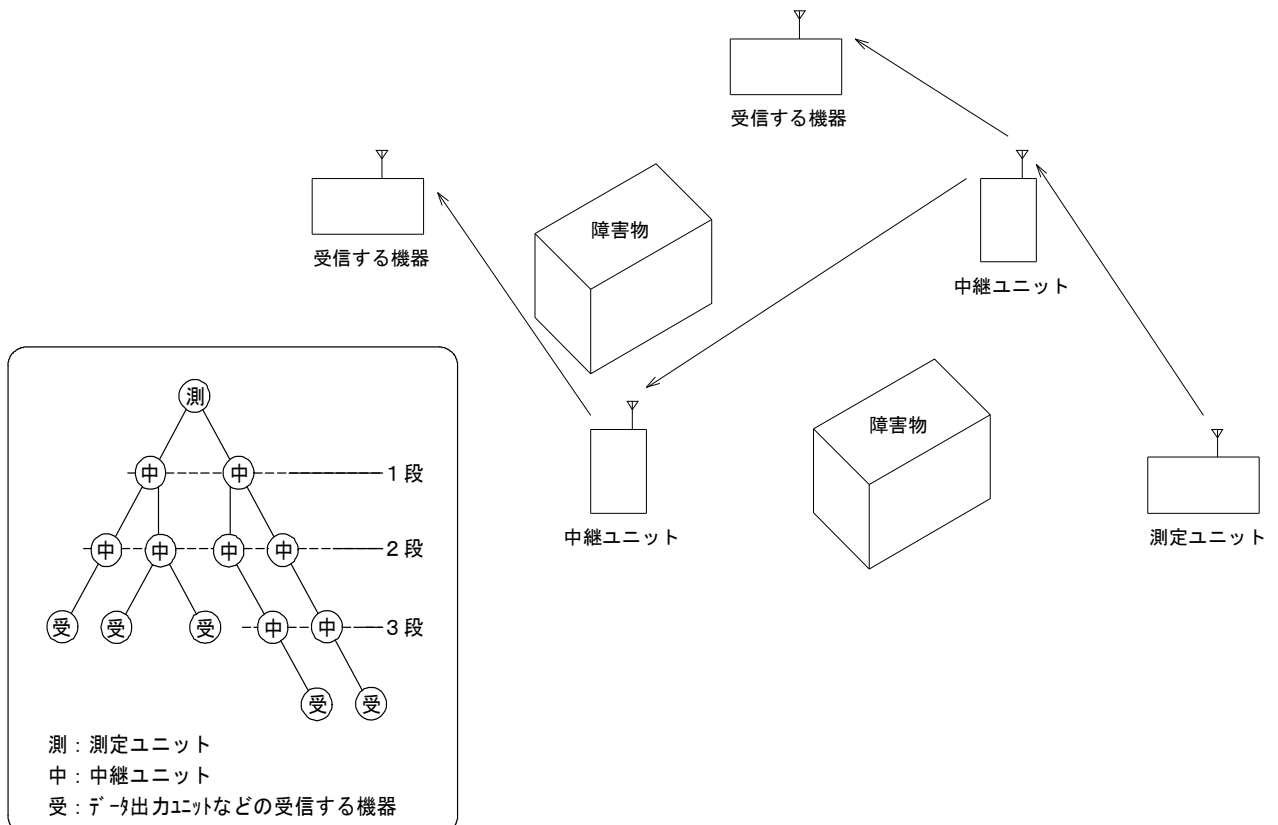 受信する機器
受信する機器
障害物
中継ユニット
障害物
中継ユニット
測定ユニット
測
中 中 1段
中 中 中 中 2段
受 受 受 中 中 3段
受 受
測：測定ユニット
中：中継ユニット
受：ﾃﾞｰﾀ出力ﾕﾆｯﾄなどの受信する機器